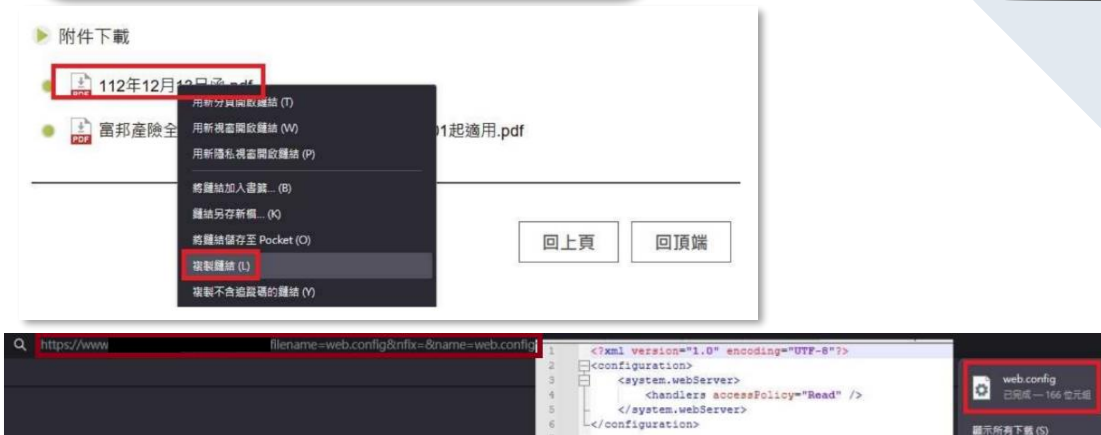 附件下載
112年12月12日函.pdf
用新分頁開啟鏈結 (T)
富邦產險全
用新視窗開啟鏈結 (W)
01起適用.pdf
用新隱私視窗開啟鏈結 (P)
將鏈結加入書籤... (B)
鏈結另存新檔... (K)
將鏈結儲存至 Pocket (O)
回上頁
回頂端
複製鏈結 (L)
複製不含追蹤碼的鏈結 (Y)
https://www
filename=web.config&nfix=&name=web.config
1 <?xml version="1.0" encoding="UTF-8"?>
2 <configuration>
3 <system.webServer>
4 <handlers accessPolicy="Read" />
5 </system.webServer>
6 </configuration>
web.config
已完成 — 166 位元組
顯示所有下載 (S)